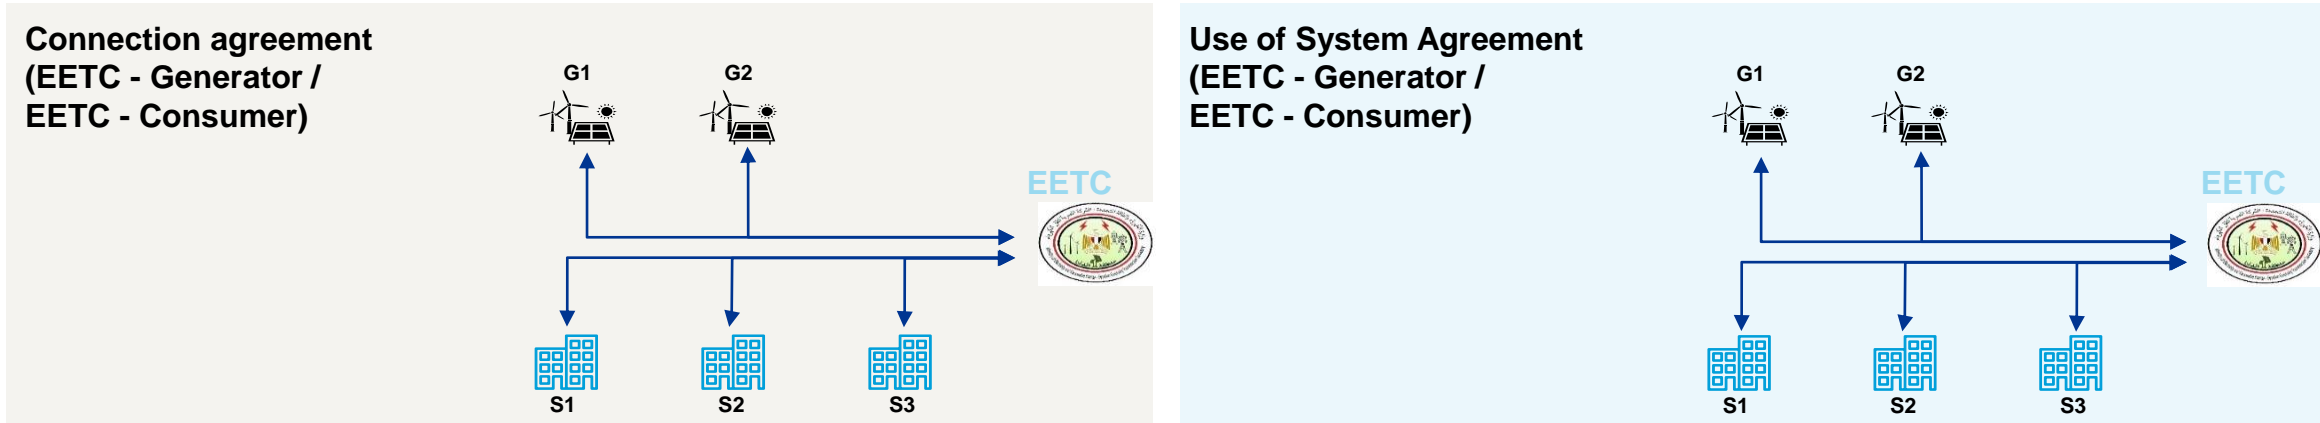 Connection agreement
(EETC - Generator /
EETC - Consumer)
G1
G2
EETC
S1
S2
S3
Use of System Agreement
(EETC - Generator /
EETC - Consumer)
G1
G2
EETC
S1
S2
S3